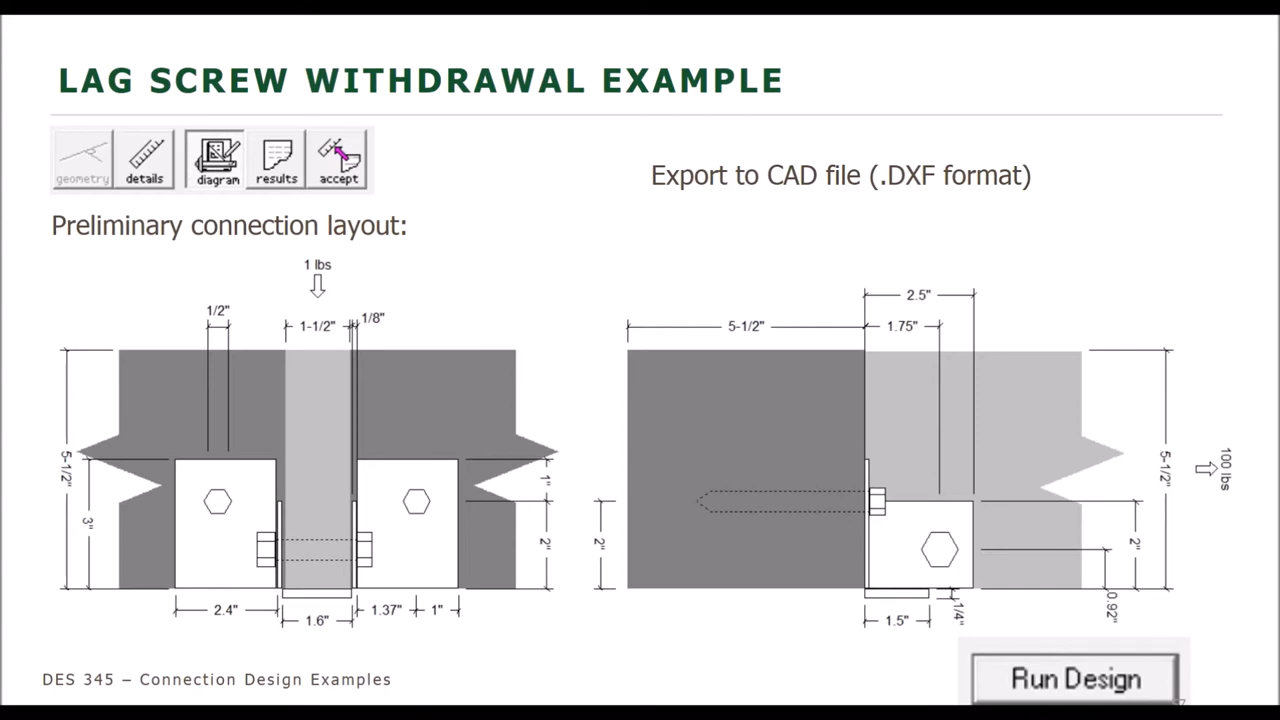 LAG SCREW WITHDRAWAL EXAMPLE
geometry
details
diagram
results
accept
Export to CAD file (.DXF format)
Preliminary connection layout:
1 lbs
1/2"
1-1/2"
1/8"
5-1/2"
3"
1"
2"
2.4"
1.6"
1.37"
1"
2.5"
5-1/2"
1.75"
5-1/2"
100 lbs
2"
2"
0.92"
1/4"
1.5"
DES 345 – Connection Design Examples
Run Design